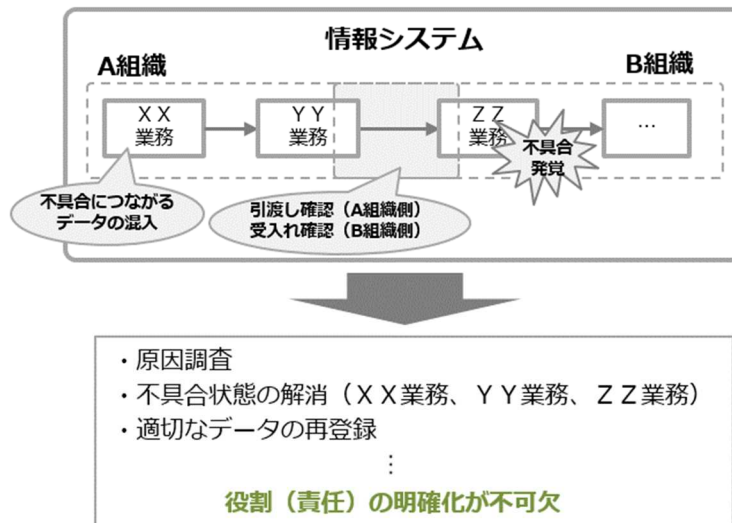 情報システム
A組織
B組織
ＸＸ
業務
ＹＹ
業務
ＺＺ
業務
…
不具合
発覚
不具合につながる
データの混入
引渡し確認（A組織側）
受入れ確認（B組織側）
・原因調査
・不具合状態の解消（ＸＸ業務、ＹＹ業務、ＺＺ業務）
・適切なデータの再登録
⋮
役割（責任）の明確化が不可欠